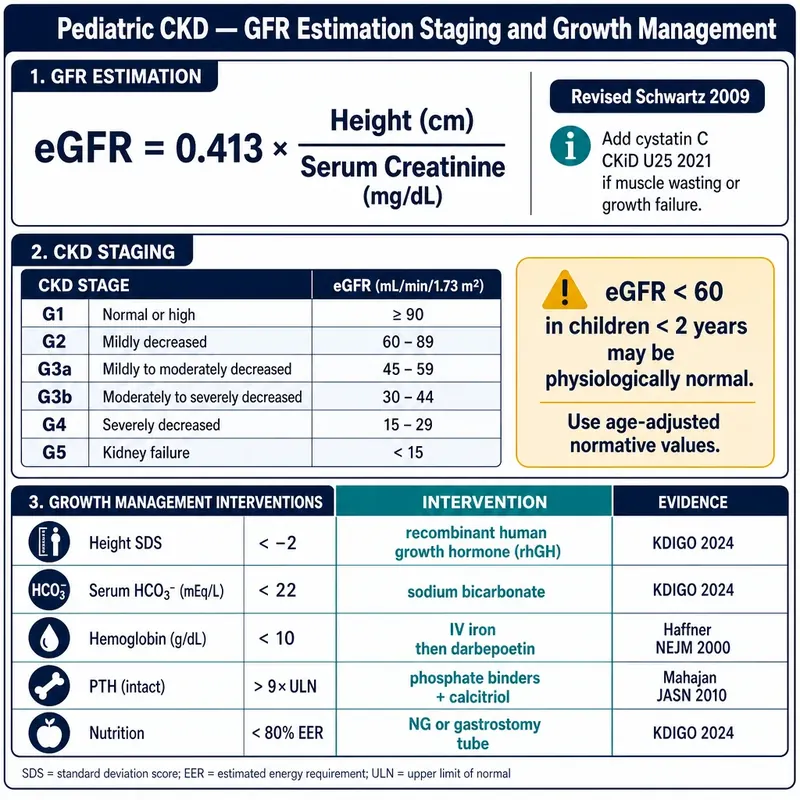 Pediatric CKD — GFR Estimation Staging and Growth Management
1. GFR ESTIMATION
eGFR = 0.413 × Height (cm)
Serum Creatinine
(mg/dL)
Revised Schwartz 2009
i
Add cystatin C
CKiD U25 2021
if muscle wasting or
growth failure.
2. CKD STAGING
CKD STAGE eGFR (mL/min/1.73 m²)
G1 Normal or high ≥ 90
G2 Mildly decreased 60 – 89
G3a Mildly to moderately decreased 45 – 59
G3b Moderately to severely decreased 30 – 44
G4 Severely decreased 15 – 29
G5 Kidney failure < 15
! eGFR < 60
in children < 2 years
may be
physiologically normal.
Use age-adjusted
normative values.
3. GROWTH MANAGEMENT INTERVENTIONS INTERVENTION EVIDENCE
Height SDS < −2 recombinant human
growth hormone (rhGH) KDIGO 2024
HCO₃⁻ Serum HCO₃⁻ (mEq/L) < 22 sodium bicarbonate KDIGO 2024
Hemoglobin (g/dL) < 10 IV iron
then darbepoetin Haffner
NEJM 2000
PTH (intact) > 9× ULN phosphate binders
+ calcitriol Mahajan
JASN 2010
Nutrition < 80% EER NG or gastrostomy
tube KDIGO 2024
SDS = standard deviation score; EER = estimated energy requirement; ULN = upper limit of normal